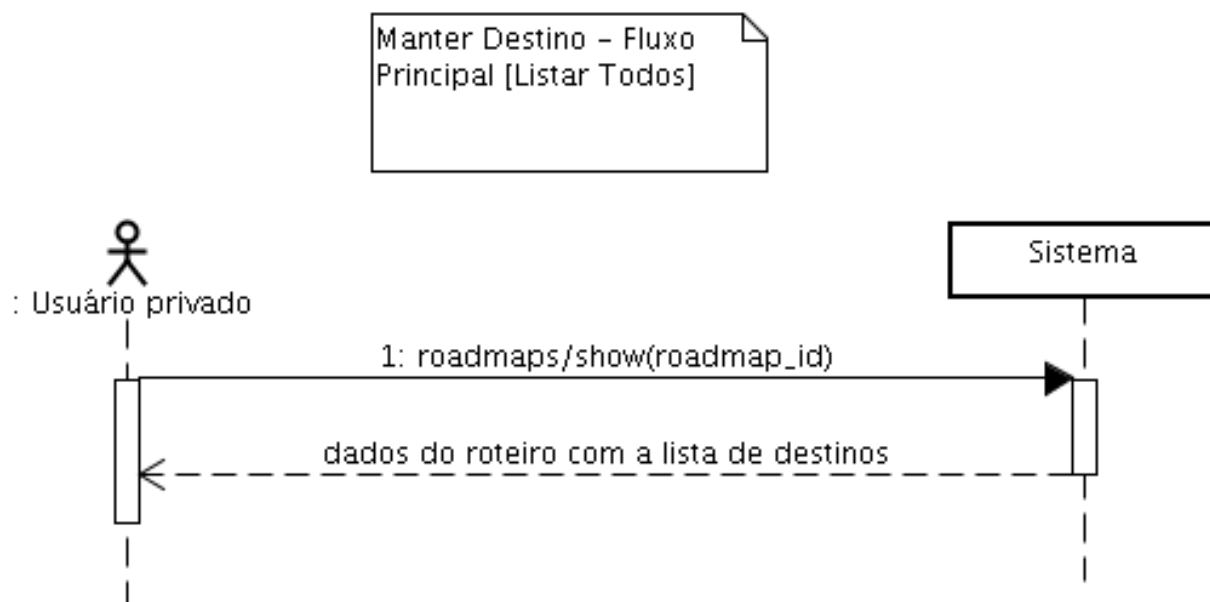 Manter Destino – Fluxo
Principal [Listar Todos]
: Usuário privado
Sistema
1: roadmaps/show(roadmap_id)
dados do roteiro com a lista de destinos